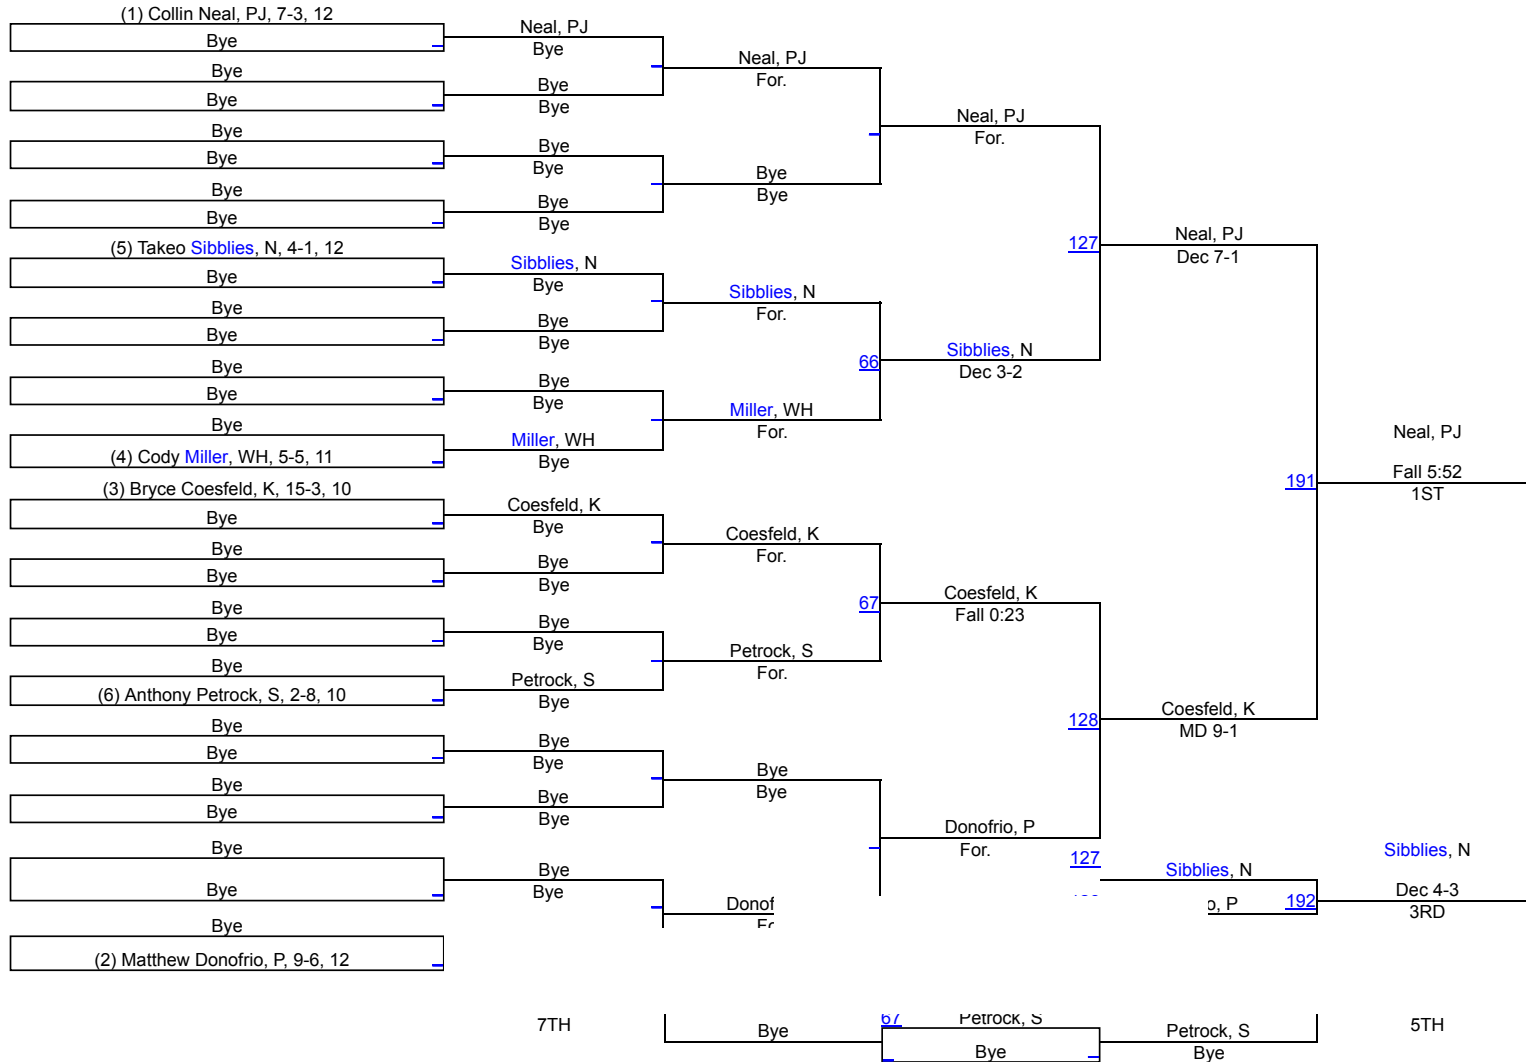 (1) Collin Neal, PJ, 7-3, 12
Bye
Bye
Bye
Bye
Bye
Bye
Bye
(5) Takeo Sibblies, N, 4-1, 12
Bye
Bye
Bye
Bye
Bye
Bye
(4) Cody Miller, WH, 5-5, 11
(3) Bryce Coesfeld, K, 15-3, 10
Bye
Bye
Bye
Bye
Bye
Bye
(6) Anthony Petrock, S, 2-8, 10
Bye
Bye
Bye
Bye
Bye
Bye
Bye
(2) Matthew Donofrio, P, 9-6, 12
Neal, PJ
Bye
Bye
Bye
Bye
Bye
Bye
Bye
Sibblies, N
Bye
Bye
Bye
Bye
Bye
Miller, WH
Bye
Coesfeld, K
Bye
Bye
Bye
Bye
Bye
Petrock, S
Bye
Bye
Bye
Bye
Bye
Bye
Bye
7TH
Neal, PJ
For.
Bye
Bye
Sibblies, N
For.
66
Miller, WH
For.
Coesfeld, K
For.
67
Petrock, S
For.
Bye
Bye
Donof
Bye
Neal, PJ
For.
127
Sibblies, N
Dec 3-2
Coesfeld, K
Fall 0:23
128
Donofrio, P
For.
127
67
Petrock, S
Bye
Neal, PJ
Dec 7-1
191
Coesfeld, K
MD 9-1
Sibblies, N
o, P
192
Petrock, S
Bye
Neal, PJ
Fall 5:52
1ST
Sibblies, N
Dec 4-3
3RD
5TH